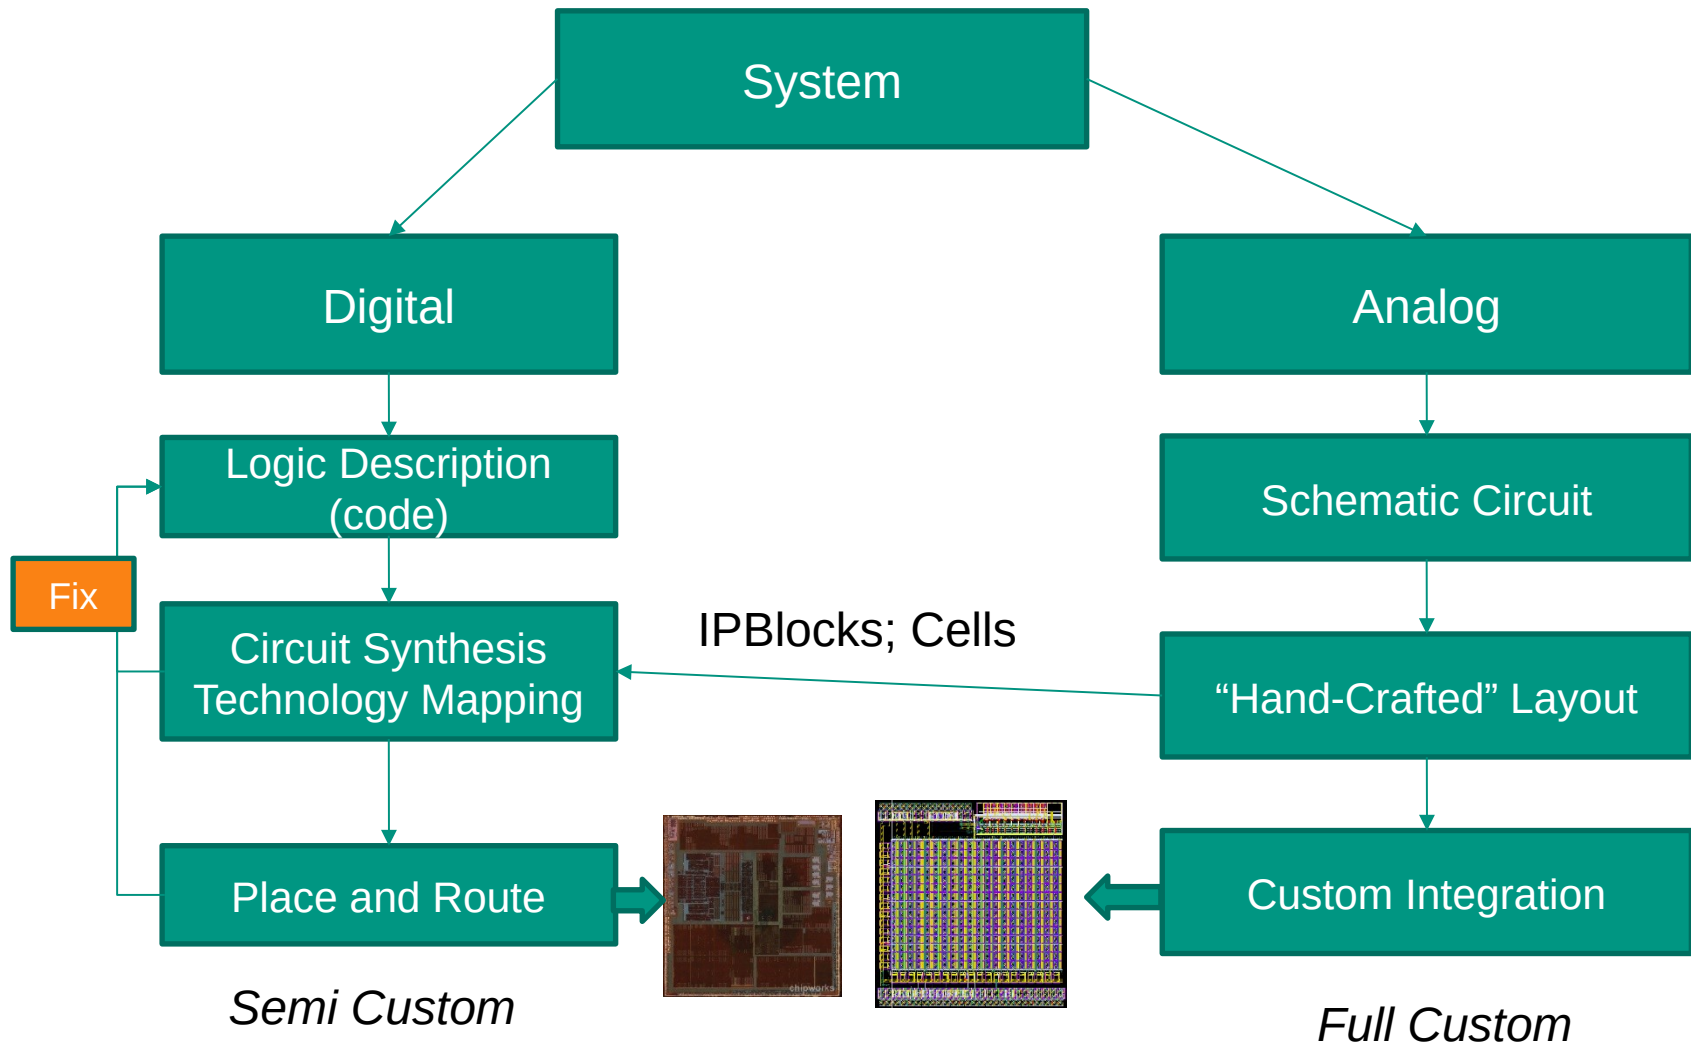 System
Digital
Analog
Logic Description
(code)
Schematic Circuit
Fix
IPBlocks; Cells
Circuit Synthesis
Technology Mapping
“Hand-Crafted” Layout
Place and Route
chipworks
Custom Integration
Semi Custom
Full Custom